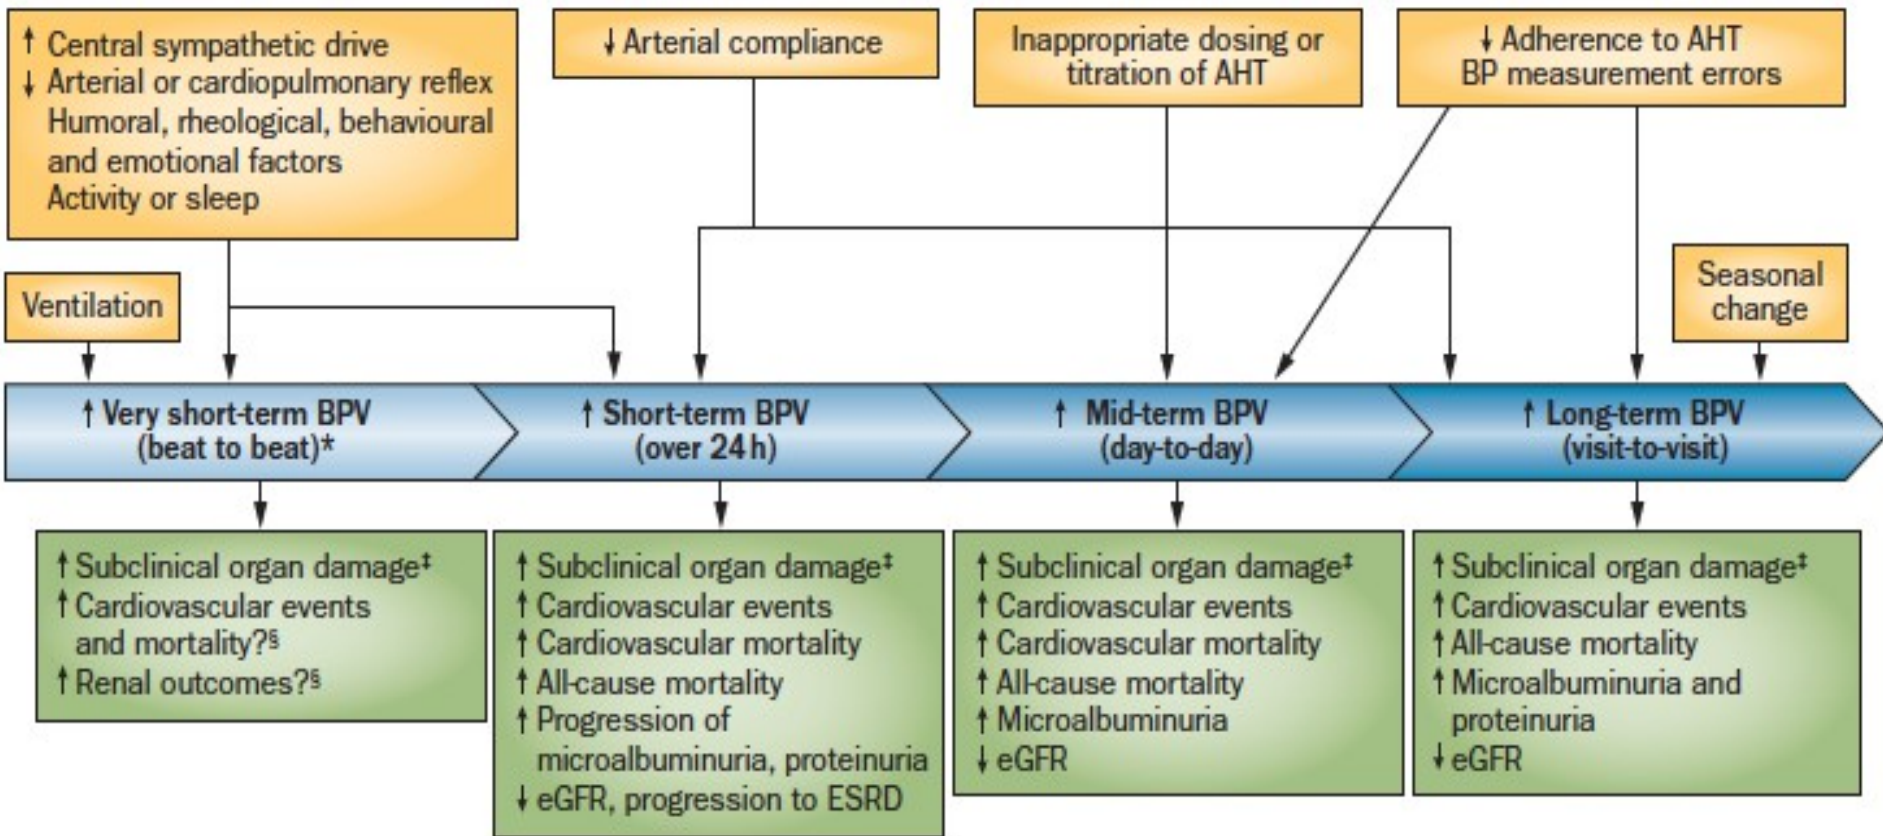 ↑ Central sympathetic drive
↓ Arterial or cardiopulmonary reflex
Humoral, rheological, behavioural
and emotional factors
Activity or sleep
↓ Arterial compliance
Inappropriate dosing or
titration of AHT
↓ Adherence to AHT
BP measurement errors
Ventilation
Seasonal
change
↑ Very short-term BPV
(beat to beat)*
↑ Short-term BPV
(over 24 h)
↑ Mid-term BPV
(day-to-day)
↑ Long-term BPV
(visit-to-visit)
↑ Subclinical organ damage‡
↑ Cardiovascular events
and mortality?§
↑ Renal outcomes?§
↑ Subclinical organ damage‡
↑ Cardiovascular events
↑ Cardiovascular mortality
↑ All-cause mortality
↑ Progression of
microalbuminuria, proteinuria
↓ eGFR, progression to ESRD
↑ Subclinical organ damage‡
↑ Cardiovascular events
↑ Cardiovascular mortality
↑ All-cause mortality
↑ Microalbuminuria
↓ eGFR
↑ Subclinical organ damage‡
↑ Cardiovascular events
↑ All-cause mortality
↑ Microalbuminuria and
proteinuria
↓ eGFR